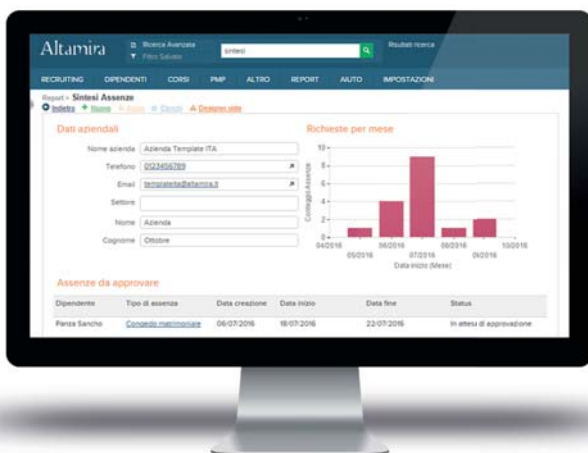 Altamira
Ricerca Avanzata
Filtro Salvato
sintesi
Risultati ricerca
RECRUITING DIPENDENTI CORSI PMP ALTRO REPORT AIUTO IMPOSTAZIONI
Report > Sintesi Assenze
Indietro Nuova Designer vista
Dati aziendali
Nome azienda Azienda Template ITA
Telefono 0123456789
Email templateita@altamira.it
Settore
Nome Azienda
Cognome Ottobre
Richieste per mese
Conteggio Assenze
10
8
6
4
2
0
04/2016 06/2016 08/2016 10/2016
05/2016 07/2016 09/2016
Data inizio (Mese)
Assenze da approvare
Dipendente Tipo di assenza Data creazione Data inizio Data fine Status
Panza Sancho Congedo matrimoniale 06/07/2016 18/07/2016 22/07/2016 In attesi di approvazione